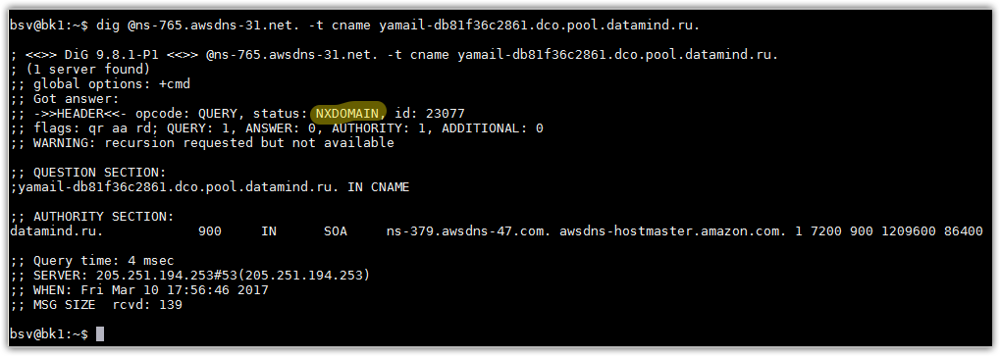 bsv@bk1:~$ dig @ns-765.awsdns-31.net. -t cname yamail-db81f36c2861.dco.pool.datamind.ru.
; <<>> DiG 9.8.1-P1 <<>> @ns-765.awsdns-31.net. -t cname yamail-db81f36c2861.dco.pool.datamind.ru.
; (1 server found)
;; global options: +cmd
;; Got answer:
;; ->>HEADER<<- opcode: QUERY, status: NXDOMAIN, id: 23077
;; flags: qr aa rd; QUERY: 1, ANSWER: 0, AUTHORITY: 1, ADDITIONAL: 0
;; WARNING: recursion requested but not available
;; QUESTION SECTION:
;yamail-db81f36c2861.dco.pool.datamind.ru. IN CNAME
;; AUTHORITY SECTION:
datamind.ru. 900 IN SOA ns-379.awsdns-47.com. awsdns-hostmaster.amazon.com. 1 7200 900 1209600 86400
;; Query time: 4 msec
;; SERVER: 205.251.194.253#53(205.251.194.253)
;; WHEN: Fri Mar 10 17:56:46 2017
;; MSG SIZE rcvd: 139
bsv@bk1:~$